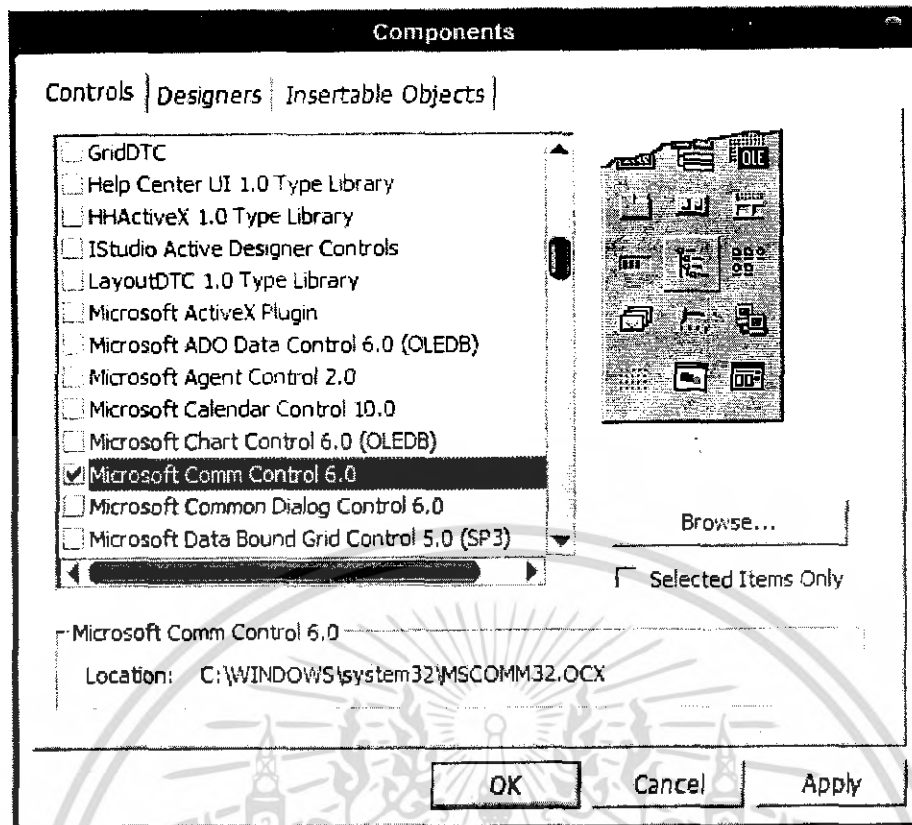 Components
Controls Designers Insertable Objects
GridDTC
Help Center UI 1.0 Type Library
HHActiveX 1.0 Type Library
IStudio Active Designer Controls
LayoutDTC 1.0 Type Library
Microsoft ActiveX Plugin
Microsoft ADO Data Control 6.0 (OLEDB)
Microsoft Agent Control 2.0
Microsoft Calendar Control 10.0
Microsoft Chart Control 6.0 (OLEDB)
Microsoft Comm Control 6.0
Microsoft Common Dialog Control 6.0
Microsoft Data Bound Grid Control 5.0 (SP3)
OLE
Browse...
Selected Items Only
Microsoft Comm Control 6.0
Location: C:\WINDOWS\system32\MSCOMM32.OCX
OK Cancel Apply